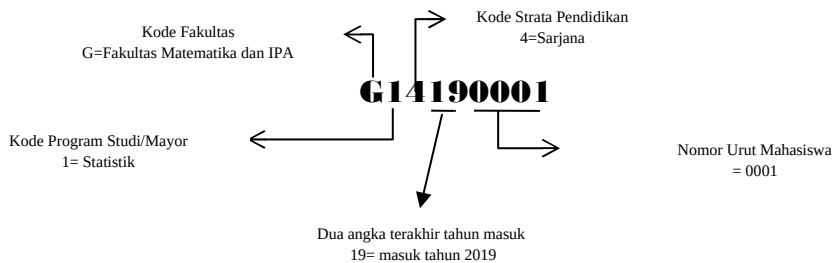 Kode Strata Pendidikan
4=Sarjana
Kode Fakultas
G=Fakultas Matematika dan IPA
G14190001
Kode Program Studi/Mayor
1= Statistik
Nomor Urut Mahasiswa
= 0001
Dua angka terakhir tahun masuk
19= masuk tahun 2019